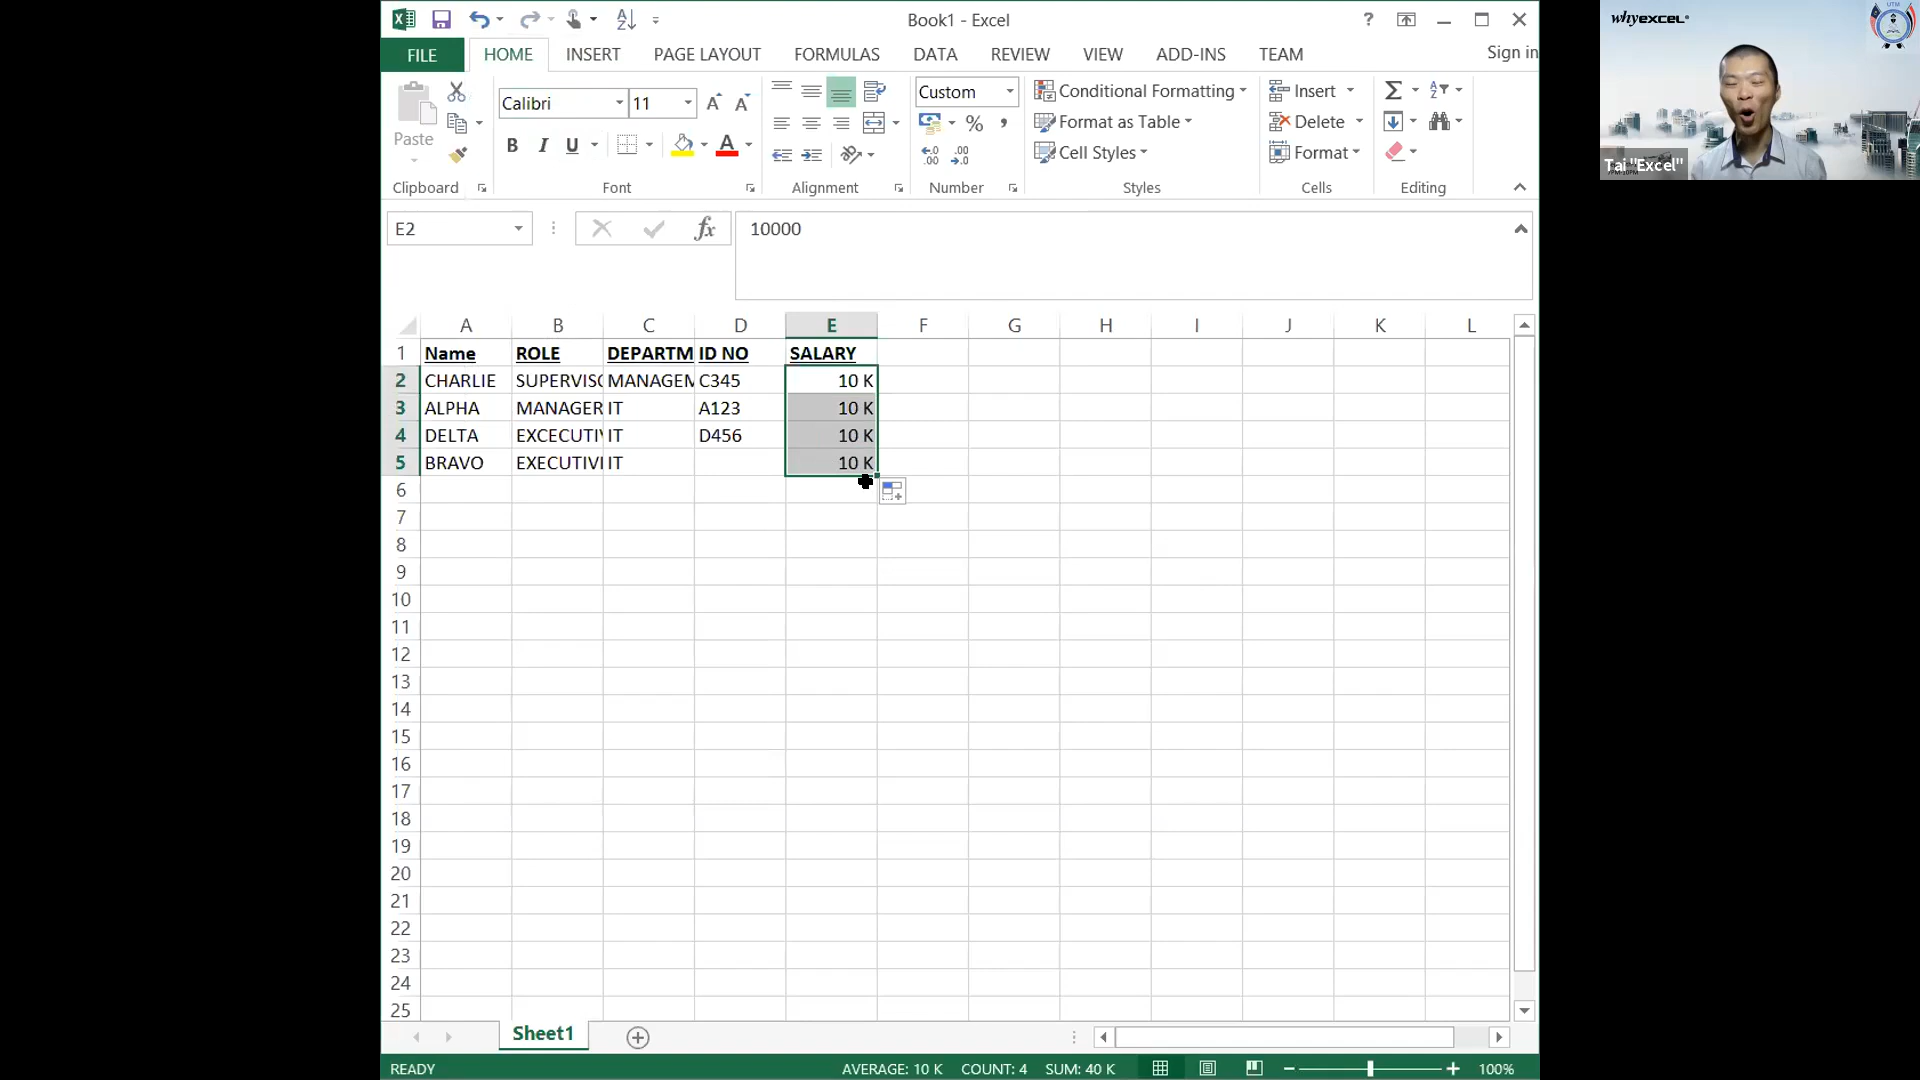 Book1 - Excel
FILE HOME INSERT PAGE LAYOUT FORMULAS DATA REVIEW VIEW ADD-INS TEAM Sign in
Paste
Calibri 11
B I U A
Custom
% ,
Conditional Formatting
Format as Table
Cell Styles
Insert
Delete
Format
Clipboard Font Alignment Number Styles Cells Editing
E2 fx 10000
A B C D E F G H I J K L
1 Name ROLE DEPARTM ID NO SALARY
2 CHARLIE SUPERVISO MANAGEM C345 10 K
3 ALPHA MANAGER IT A123 10 K
4 DELTA EXCECUTIV IT D456 10 K
5 BRAVO EXECUTIVE IT 10 K
6
7
8
9
10
11
12
13
14
15
16
17
18
19
20
21
22
23
24
25
Sheet1
READY AVERAGE: 10 K COUNT: 4 SUM: 40 K 100%
whyEXCEL
UTM
Tai "Excel"